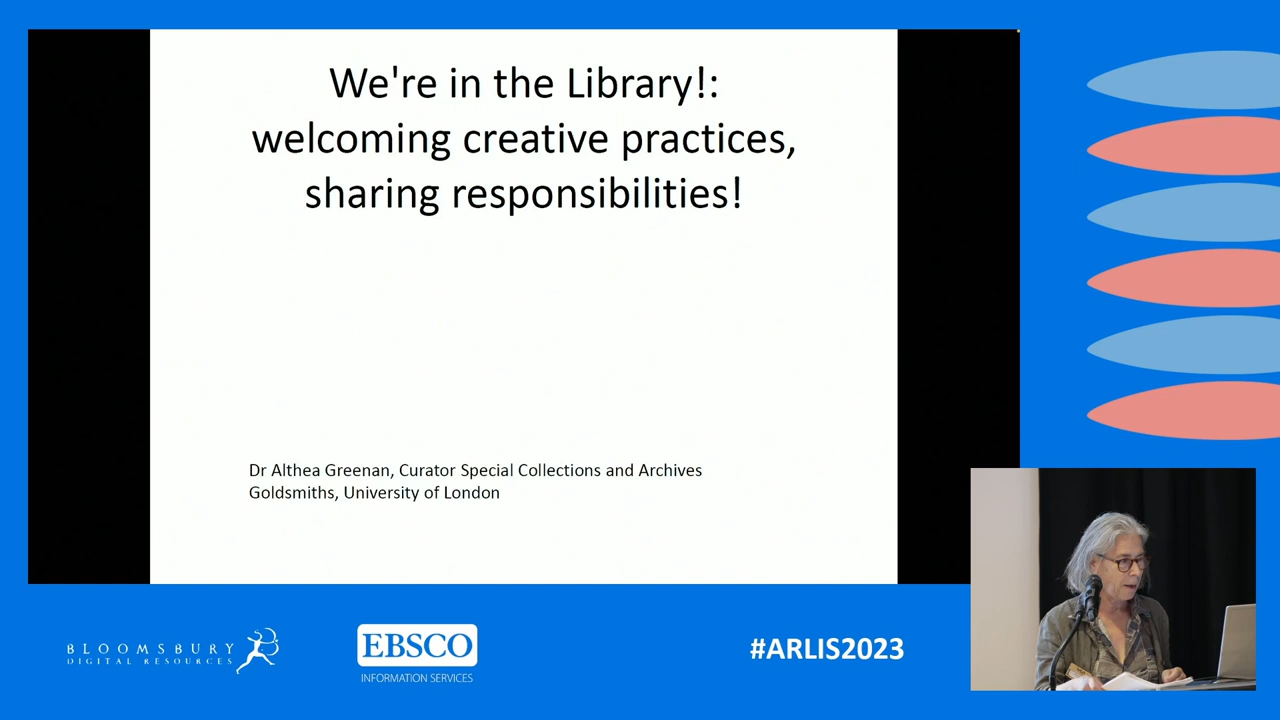 We're in the Library!:
welcoming creative practices,
sharing responsibilities!
Dr Althea Greenan, Curator Special Collections and Archives
Goldsmiths, University of London
BLOOMSBURY
DIGITAL RESOURCES
EBSCO
INFORMATION SERVICES
#ARLIS2023